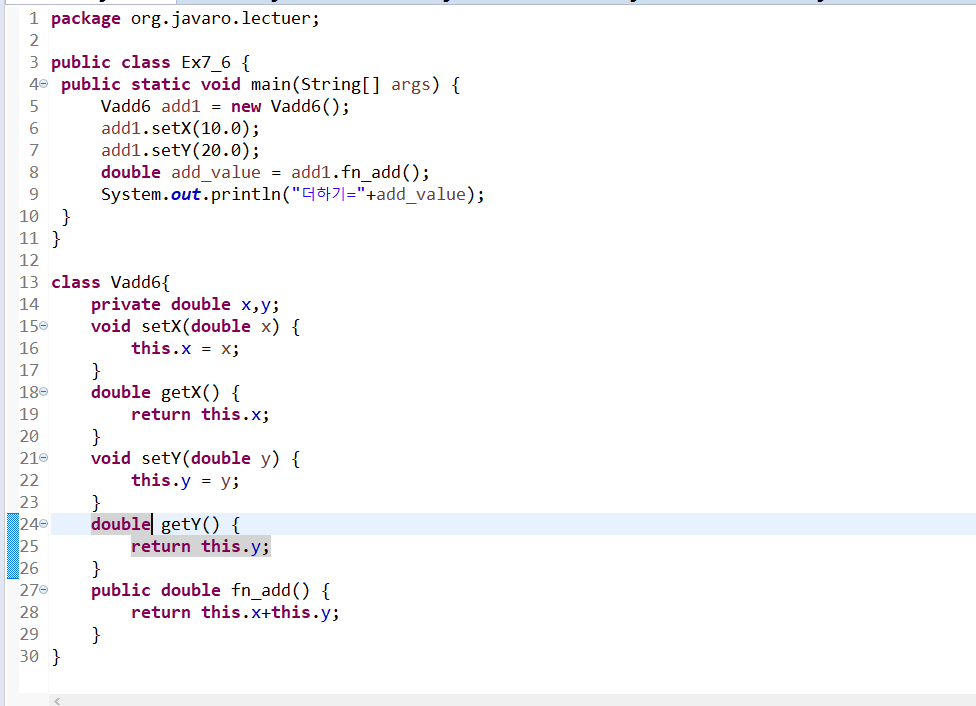 1 package org.javaro.lectuer;
2
3 public class Ex7_6 {
4 public static void main(String[] args) {
5 Vadd6 add1 = new Vadd6();
6 add1.setX(10.0);
7 add1.setY(20.0);
8 double add_value = add1.fn_add();
9 System.out.println("더하기="+add_value);
10 }
11 }
12
13 class Vadd6{
14 private double x,y;
15 void setX(double x) {
16 this.x = x;
17 }
18 double getX() {
19 return this.x;
20 }
21 void setY(double y) {
22 this.y = y;
23 }
24 double getY() {
25 return this.y;
26 }
27 public double fn_add() {
28 return this.x+this.y;
29 }
30 }